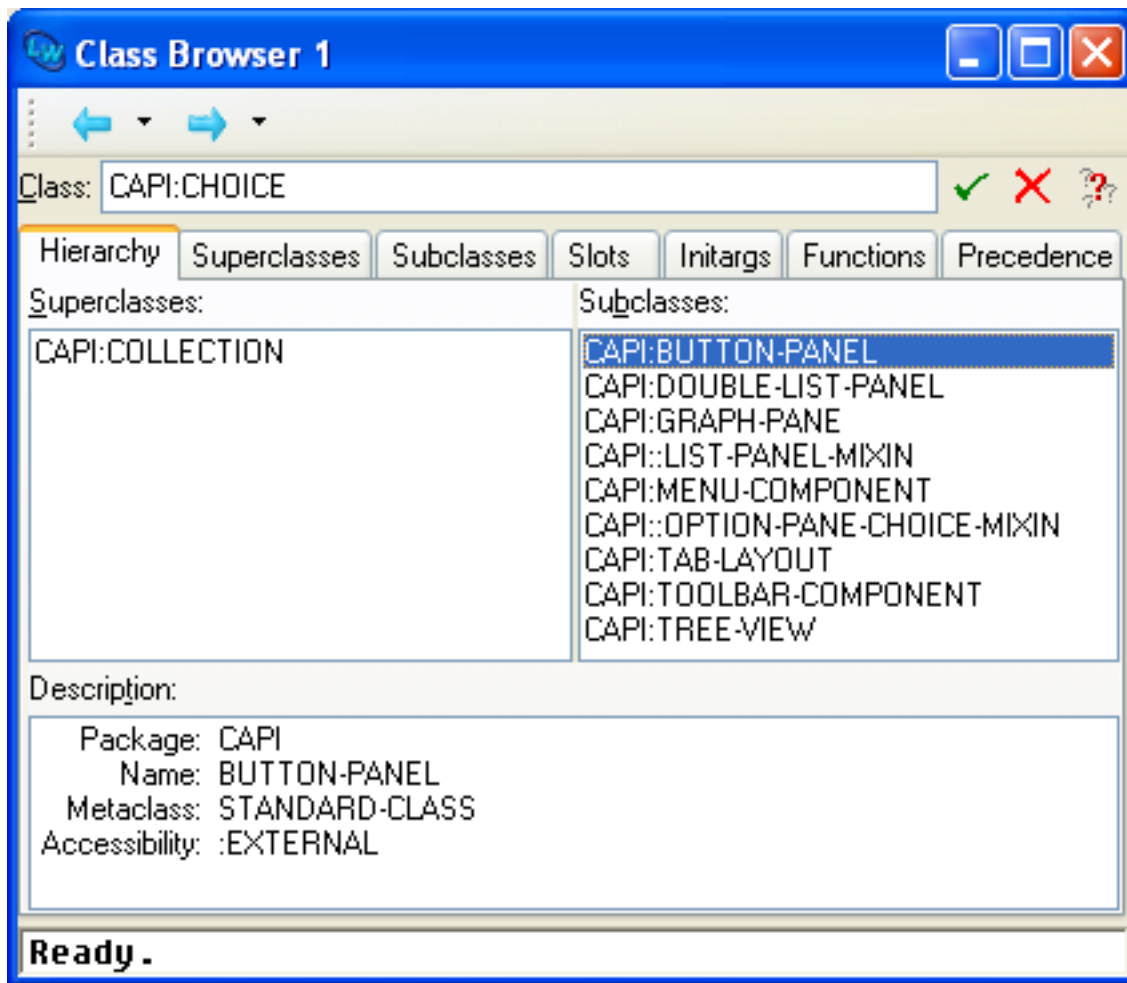 LW Class Browser 1
Class: CAPI:CHOICE
Hierarchy Superclasses Subclasses Slots Initargs Functions Precedence
Superclasses:
CAPI:COLLECTION
Subclasses:
CAPI:BUTTON-PANEL
CAPI:DOUBLE-LIST-PANEL
CAPI:GRAPH-PANE
CAPI::LIST-PANEL-MIXIN
CAPI:MENU-COMPONENT
CAPI::OPTION-PANE-CHOICE-MIXIN
CAPI:TAB-LAYOUT
CAPI:TOOLBAR-COMPONENT
CAPI:TREE-VIEW
Description:
Package: CAPI
Name: BUTTON-PANEL
Metaclass: STANDARD-CLASS
Accessibility: :EXTERNAL
Ready.